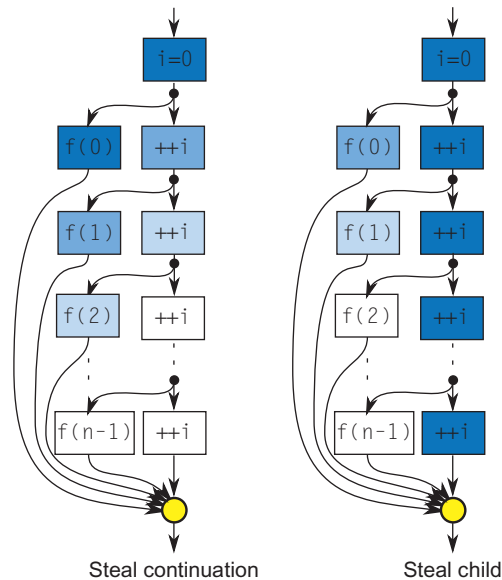 i=0 i=0
f(0) ++i f(0) ++i
f(1) ++i f(1) ++i
f(2) ++i f(2) ++i
f(n-1) ++i f(n-1) ++i
Steal continuation Steal child